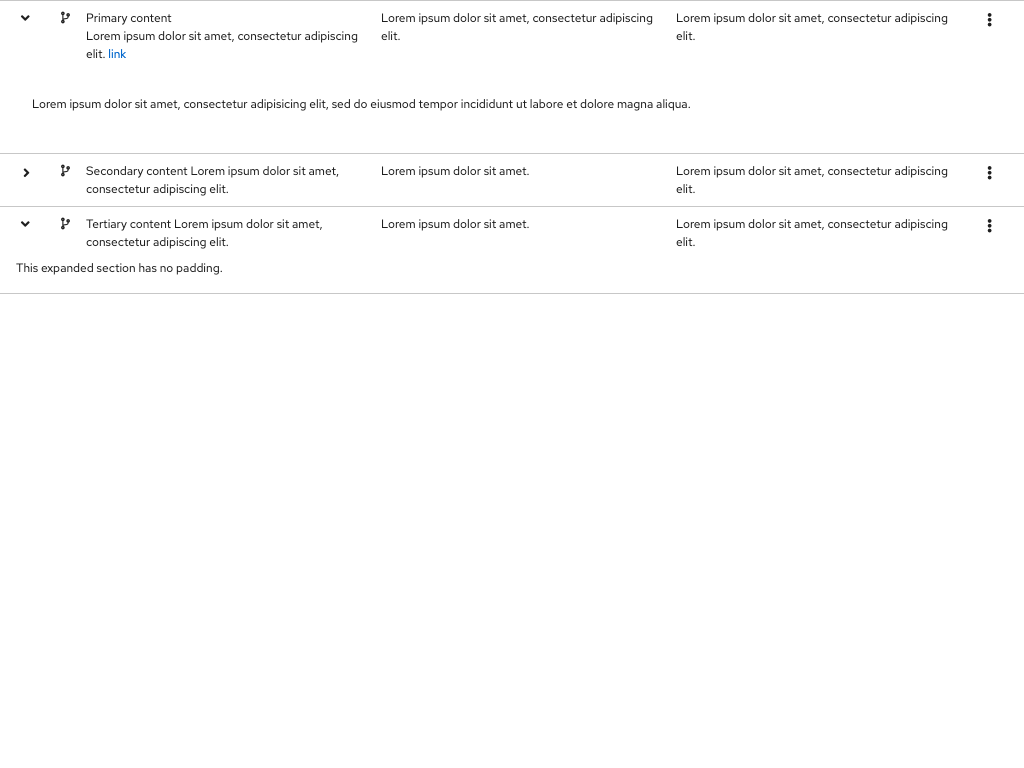 Primary content
Lorem ipsum dolor sit amet, consectetur adipiscing
elit. link
Lorem ipsum dolor sit amet, consectetur adipiscing
elit.
Lorem ipsum dolor sit amet, consectetur adipiscing
elit.
Lorem ipsum dolor sit amet, consectetur adipisicing elit, sed do eiusmod tempor incididunt ut labore et dolore magna aliqua.
Secondary content Lorem ipsum dolor sit amet,
consectetur adipiscing elit.
Lorem ipsum dolor sit amet.
Lorem ipsum dolor sit amet, consectetur adipiscing
elit.
Tertiary content Lorem ipsum dolor sit amet,
consectetur adipiscing elit.
Lorem ipsum dolor sit amet.
Lorem ipsum dolor sit amet, consectetur adipiscing
elit.
This expanded section has no padding.